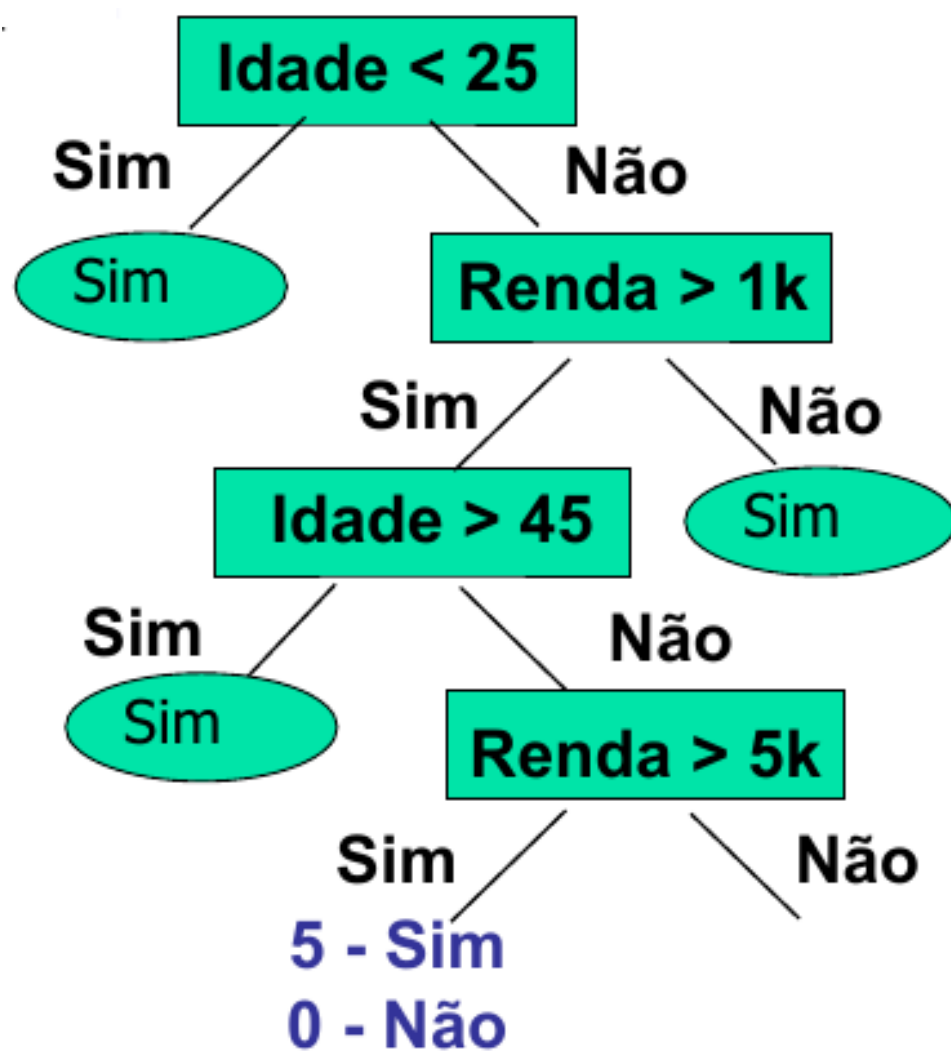 Idade < 25
Sim
Não
Sim
Renda > 1k
Sim
Não
Idade > 45
Sim
Sim
Não
Sim
Renda > 5k
Sim
Não
5 - Sim
0 - Não